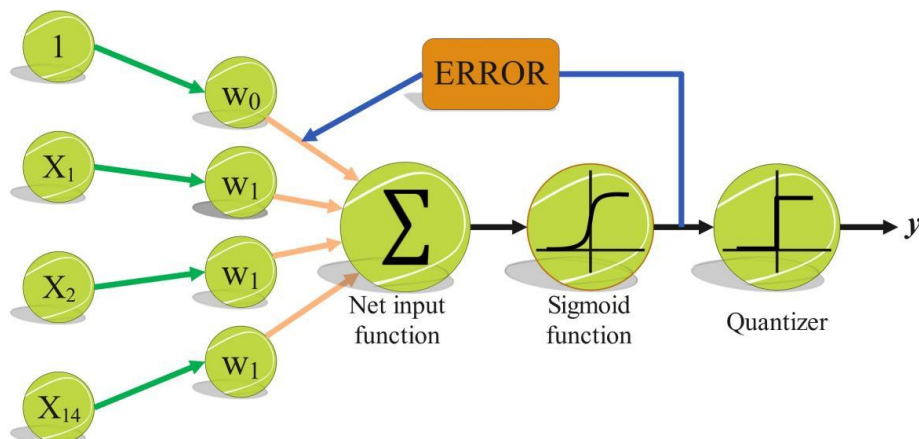 1
w₀
ERROR
X₁
w₁
Σ
y
X₂
w₁
Net input
function
Sigmoid
function
Quantizer
X₁₄
w₁